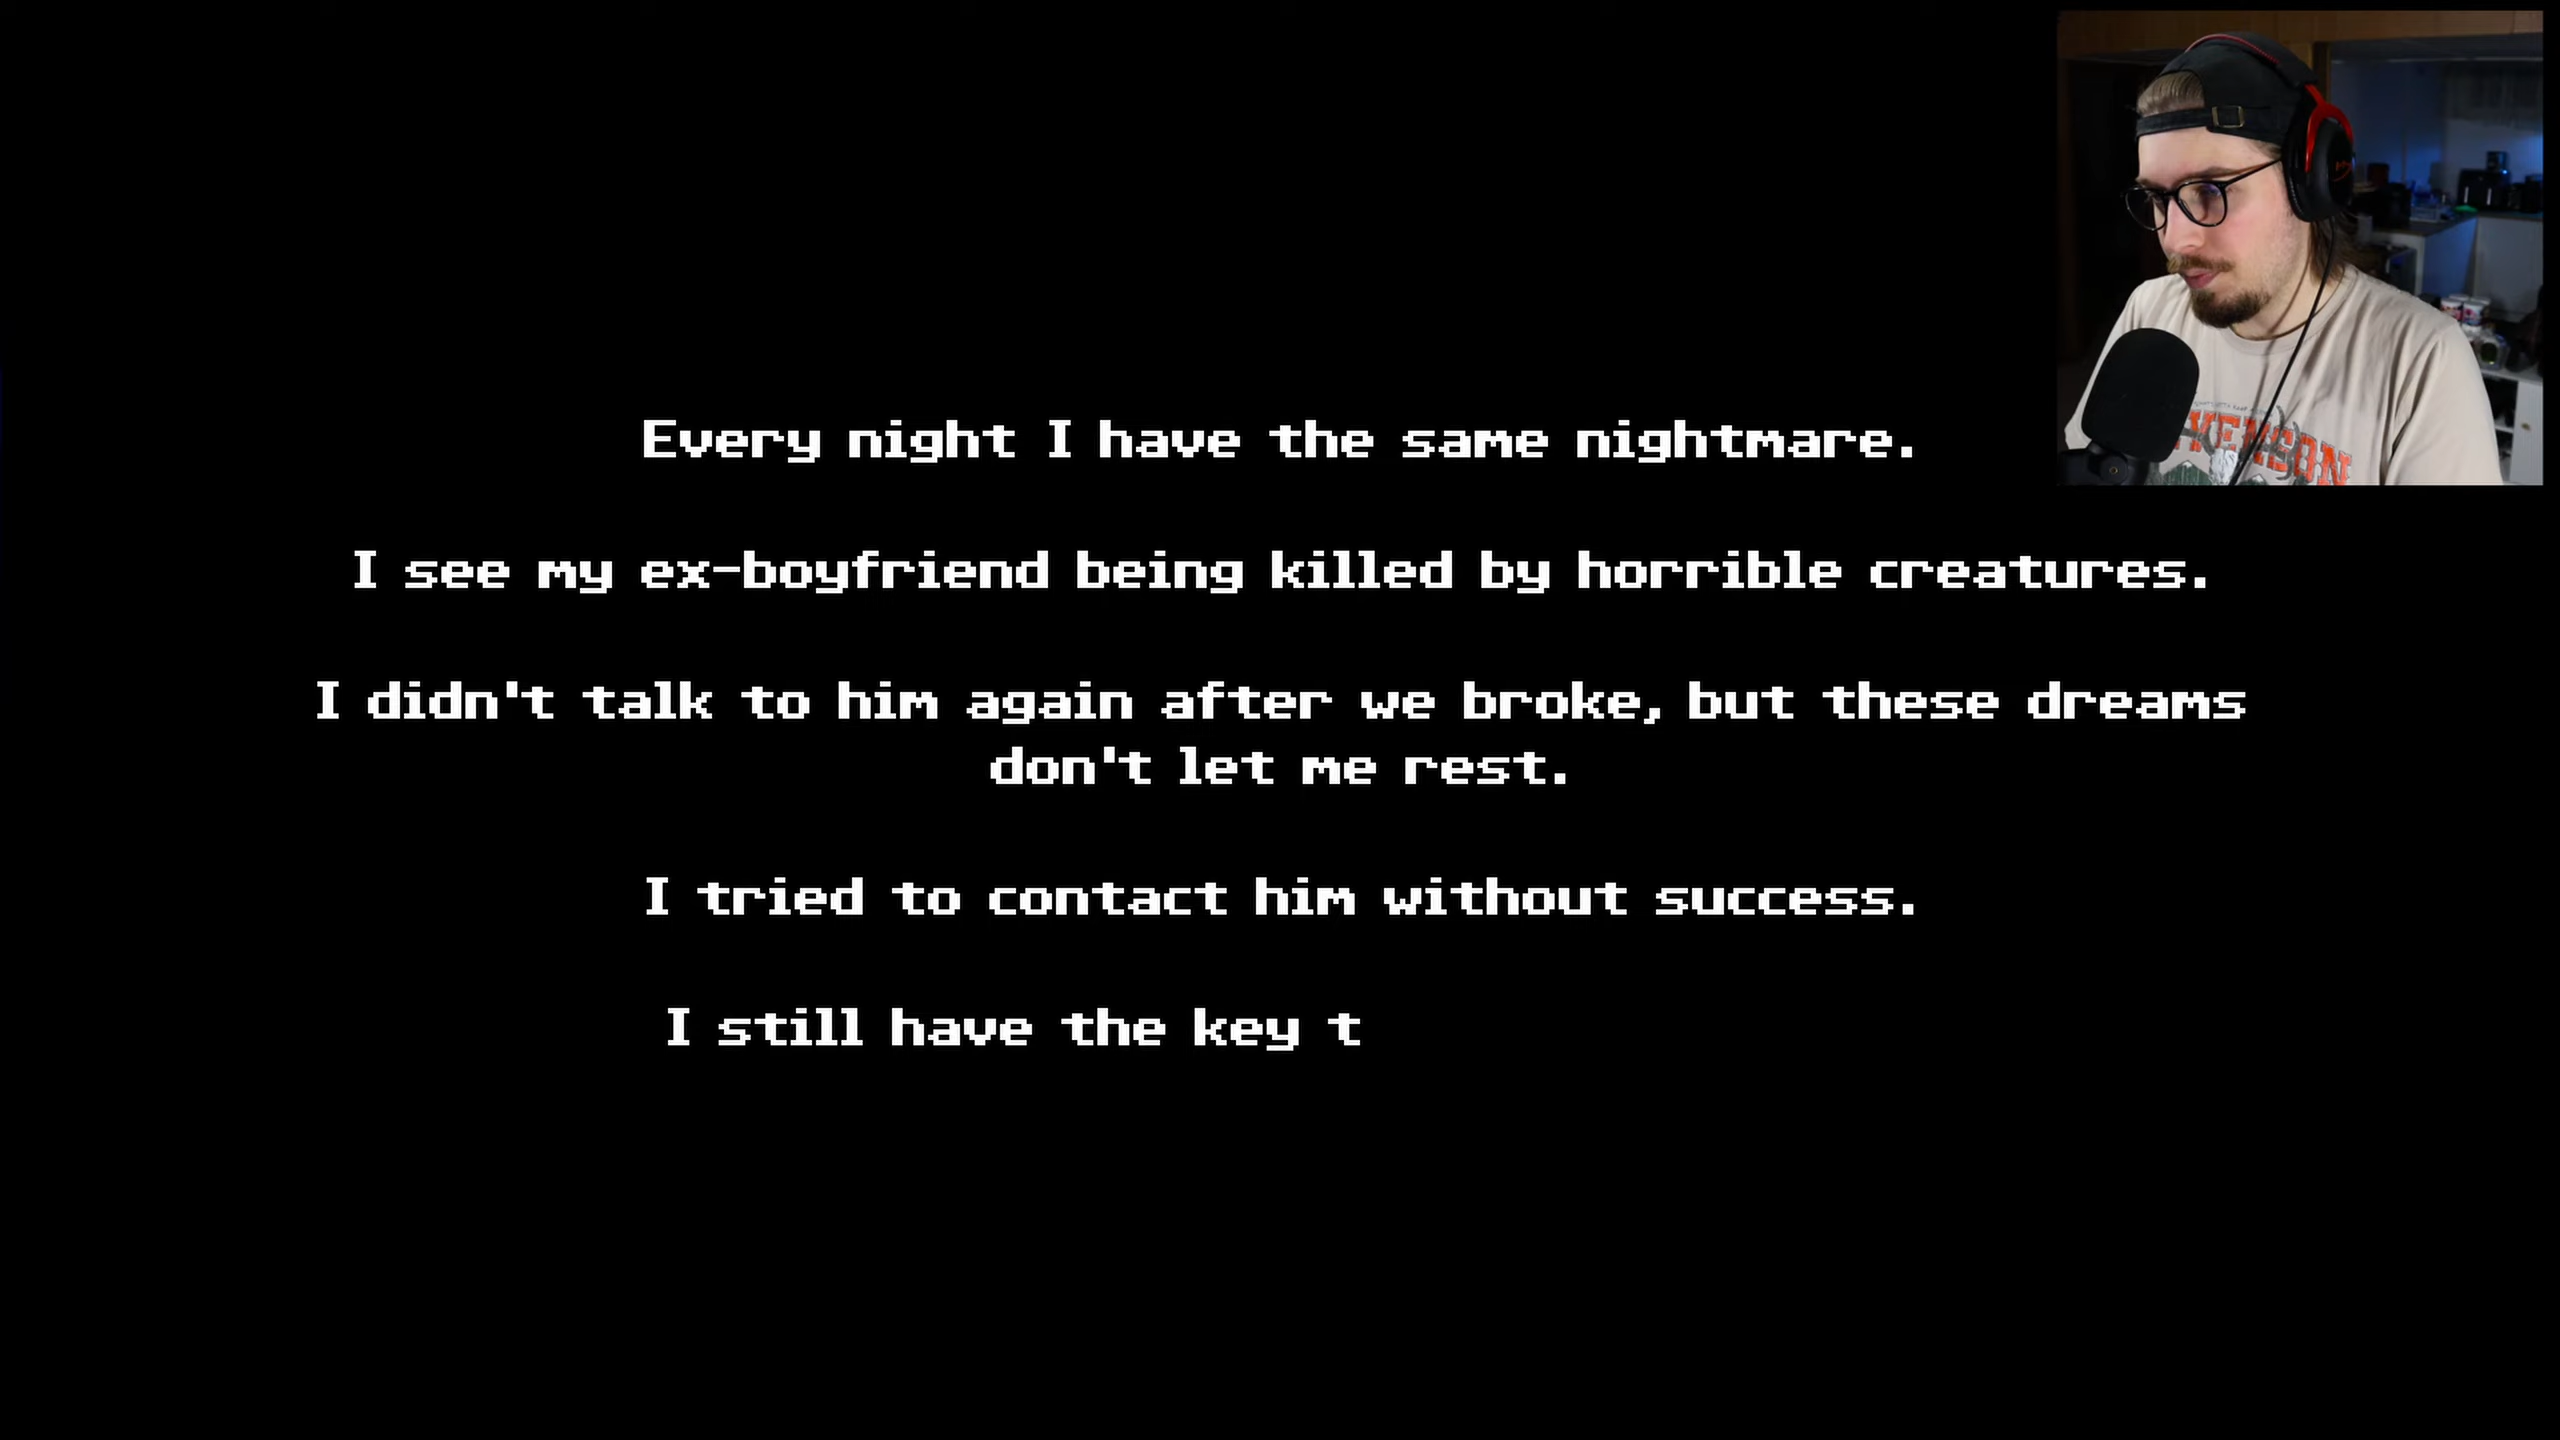 Every night I have the same nightmare.
I see my ex-boyfriend being killed by horrible creatures.
I didn't talk to him again after we broke, but these dreams
don't let me rest.
I tried to contact him without success.
I still have the key t